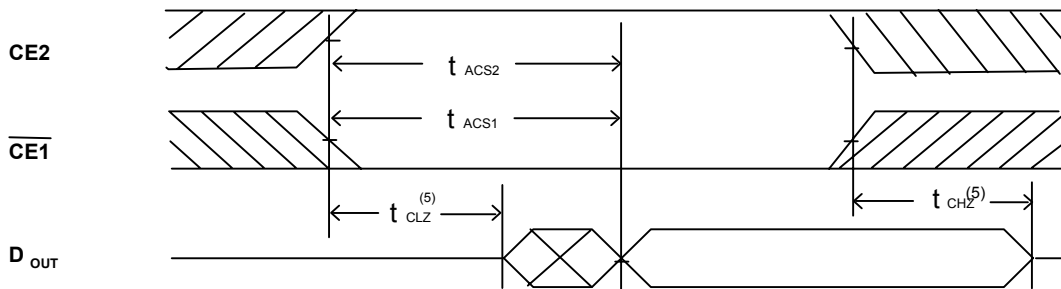 CE2
t ACS2
t ACS1
CE1
t CLZ (5)
t CHZ (5)
D OUT